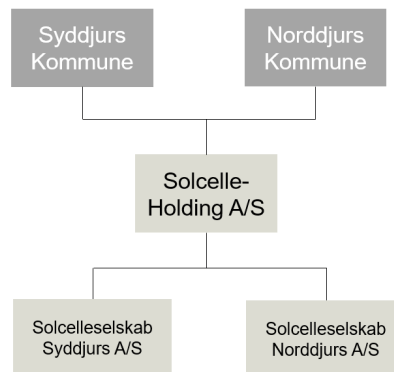 Syddjurs
Kommune
Norddjurs
Kommune
Solcelle-
Holding A/S
Solcelleselskab
Syddjurs A/S
Solcelleselskab
Norddjurs A/S